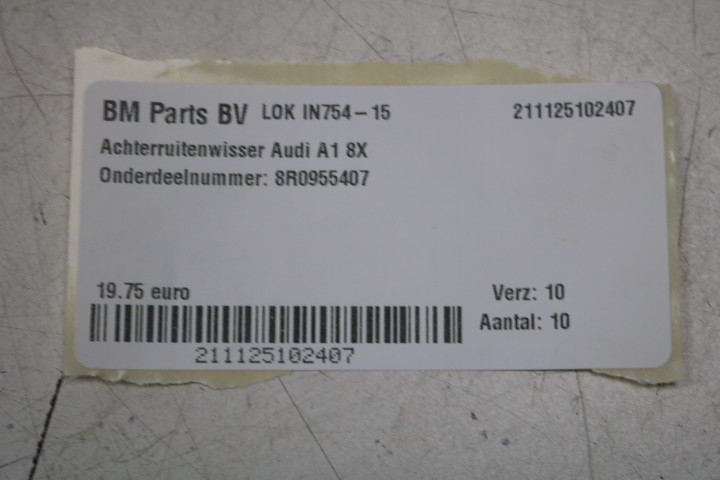 BM Parts BV LOK IN754-15 211125102407
Achterruitenwisser Audi A1 8X
Onderdeelnummer: 8R0955407
19.75 euro Verz: 10
Aantal: 10
211125102407